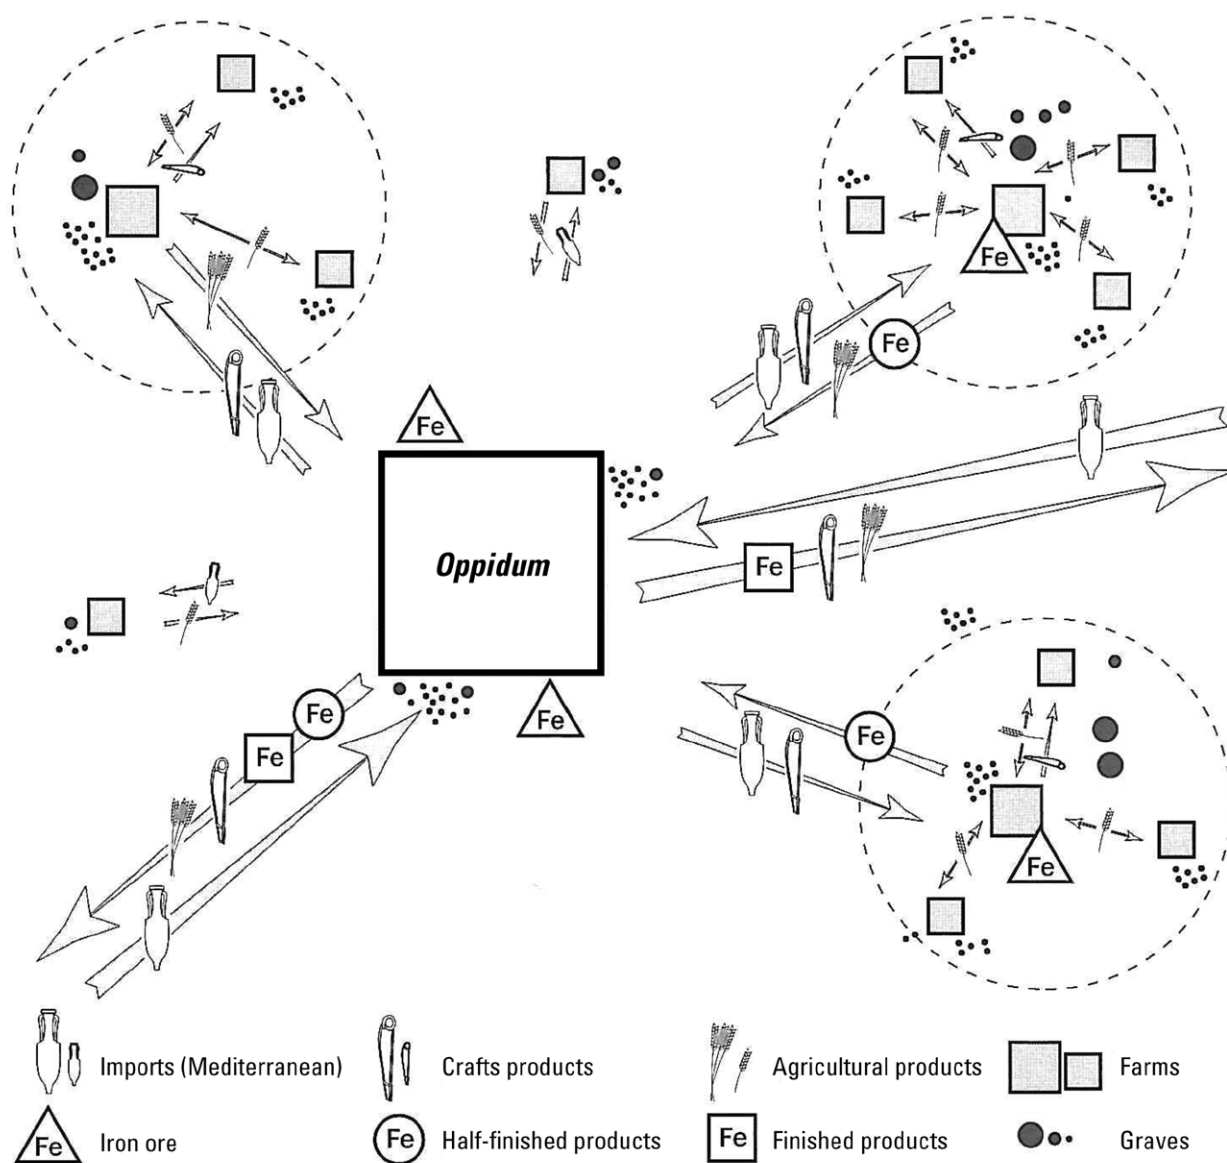 Fe
Fe
Fe
Oppidum
Fe
Fe
Fe
Fe
Fe
Fe
Fe
Imports (Mediterranean)
Crafts products
Agricultural products
Farms
Fe Iron ore
Fe Half-finished products
Fe Finished products
Graves